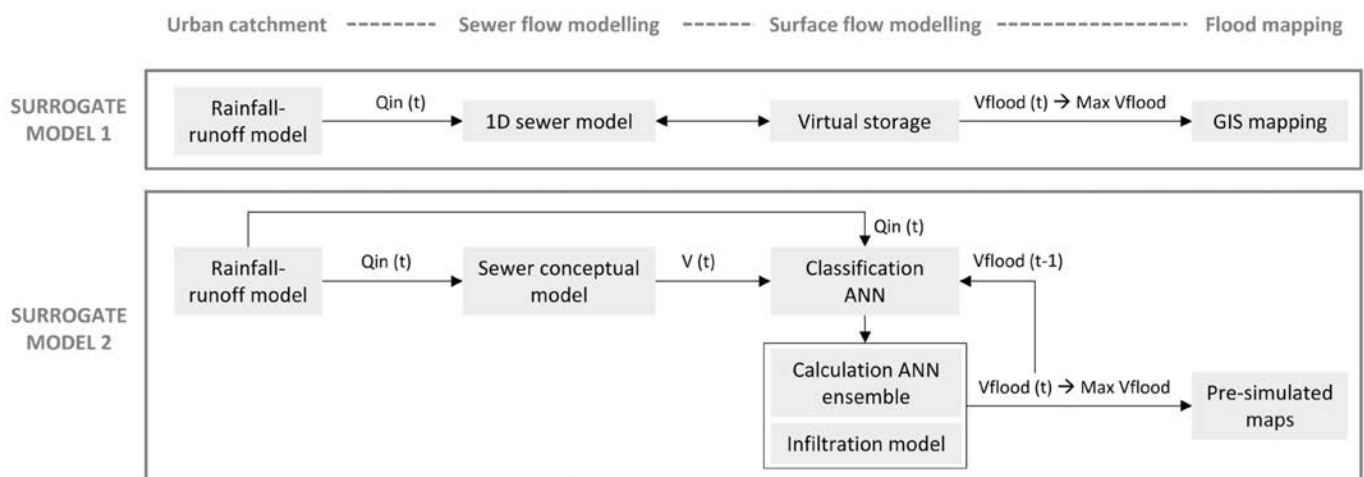 Urban catchment
Sewer flow modelling
Surface flow modelling
Flood mapping
SURROGATE
MODEL 1
Rainfall-
runoff model
Qin (t)
1D sewer model
Virtual storage
Vflood (t) → Max Vflood
GIS mapping
SURROGATE
MODEL 2
Rainfall-
runoff model
Qin (t)
Sewer conceptual
model
V (t)
Qin (t)
Classification
ANN
Vflood (t-1)
Calculation ANN
ensemble
Infiltration model
Vflood (t) → Max Vflood
Pre-simulated
maps